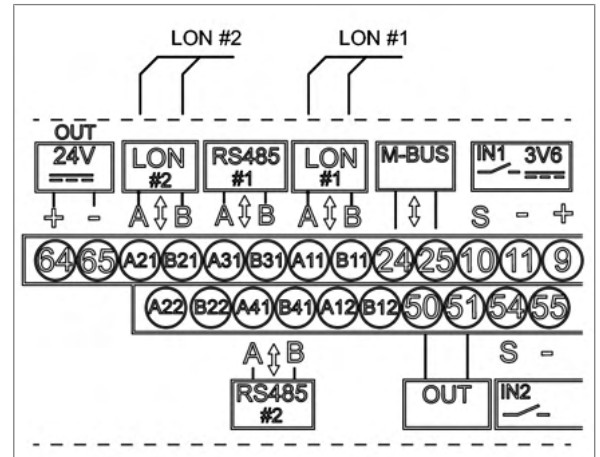 LON #2 LON #1
OUT
24V LON #2 RS485 #1 LON #1 M-BUS IN1 3V6
+ - A B A B A B S - +
64 65 A21 B21 A31 B31 A11 B11 24 25 10 11 9
A22 B22 A41 B41 A12 B12 50 51 54 55
A B S -
RS485 #2 OUT IN2